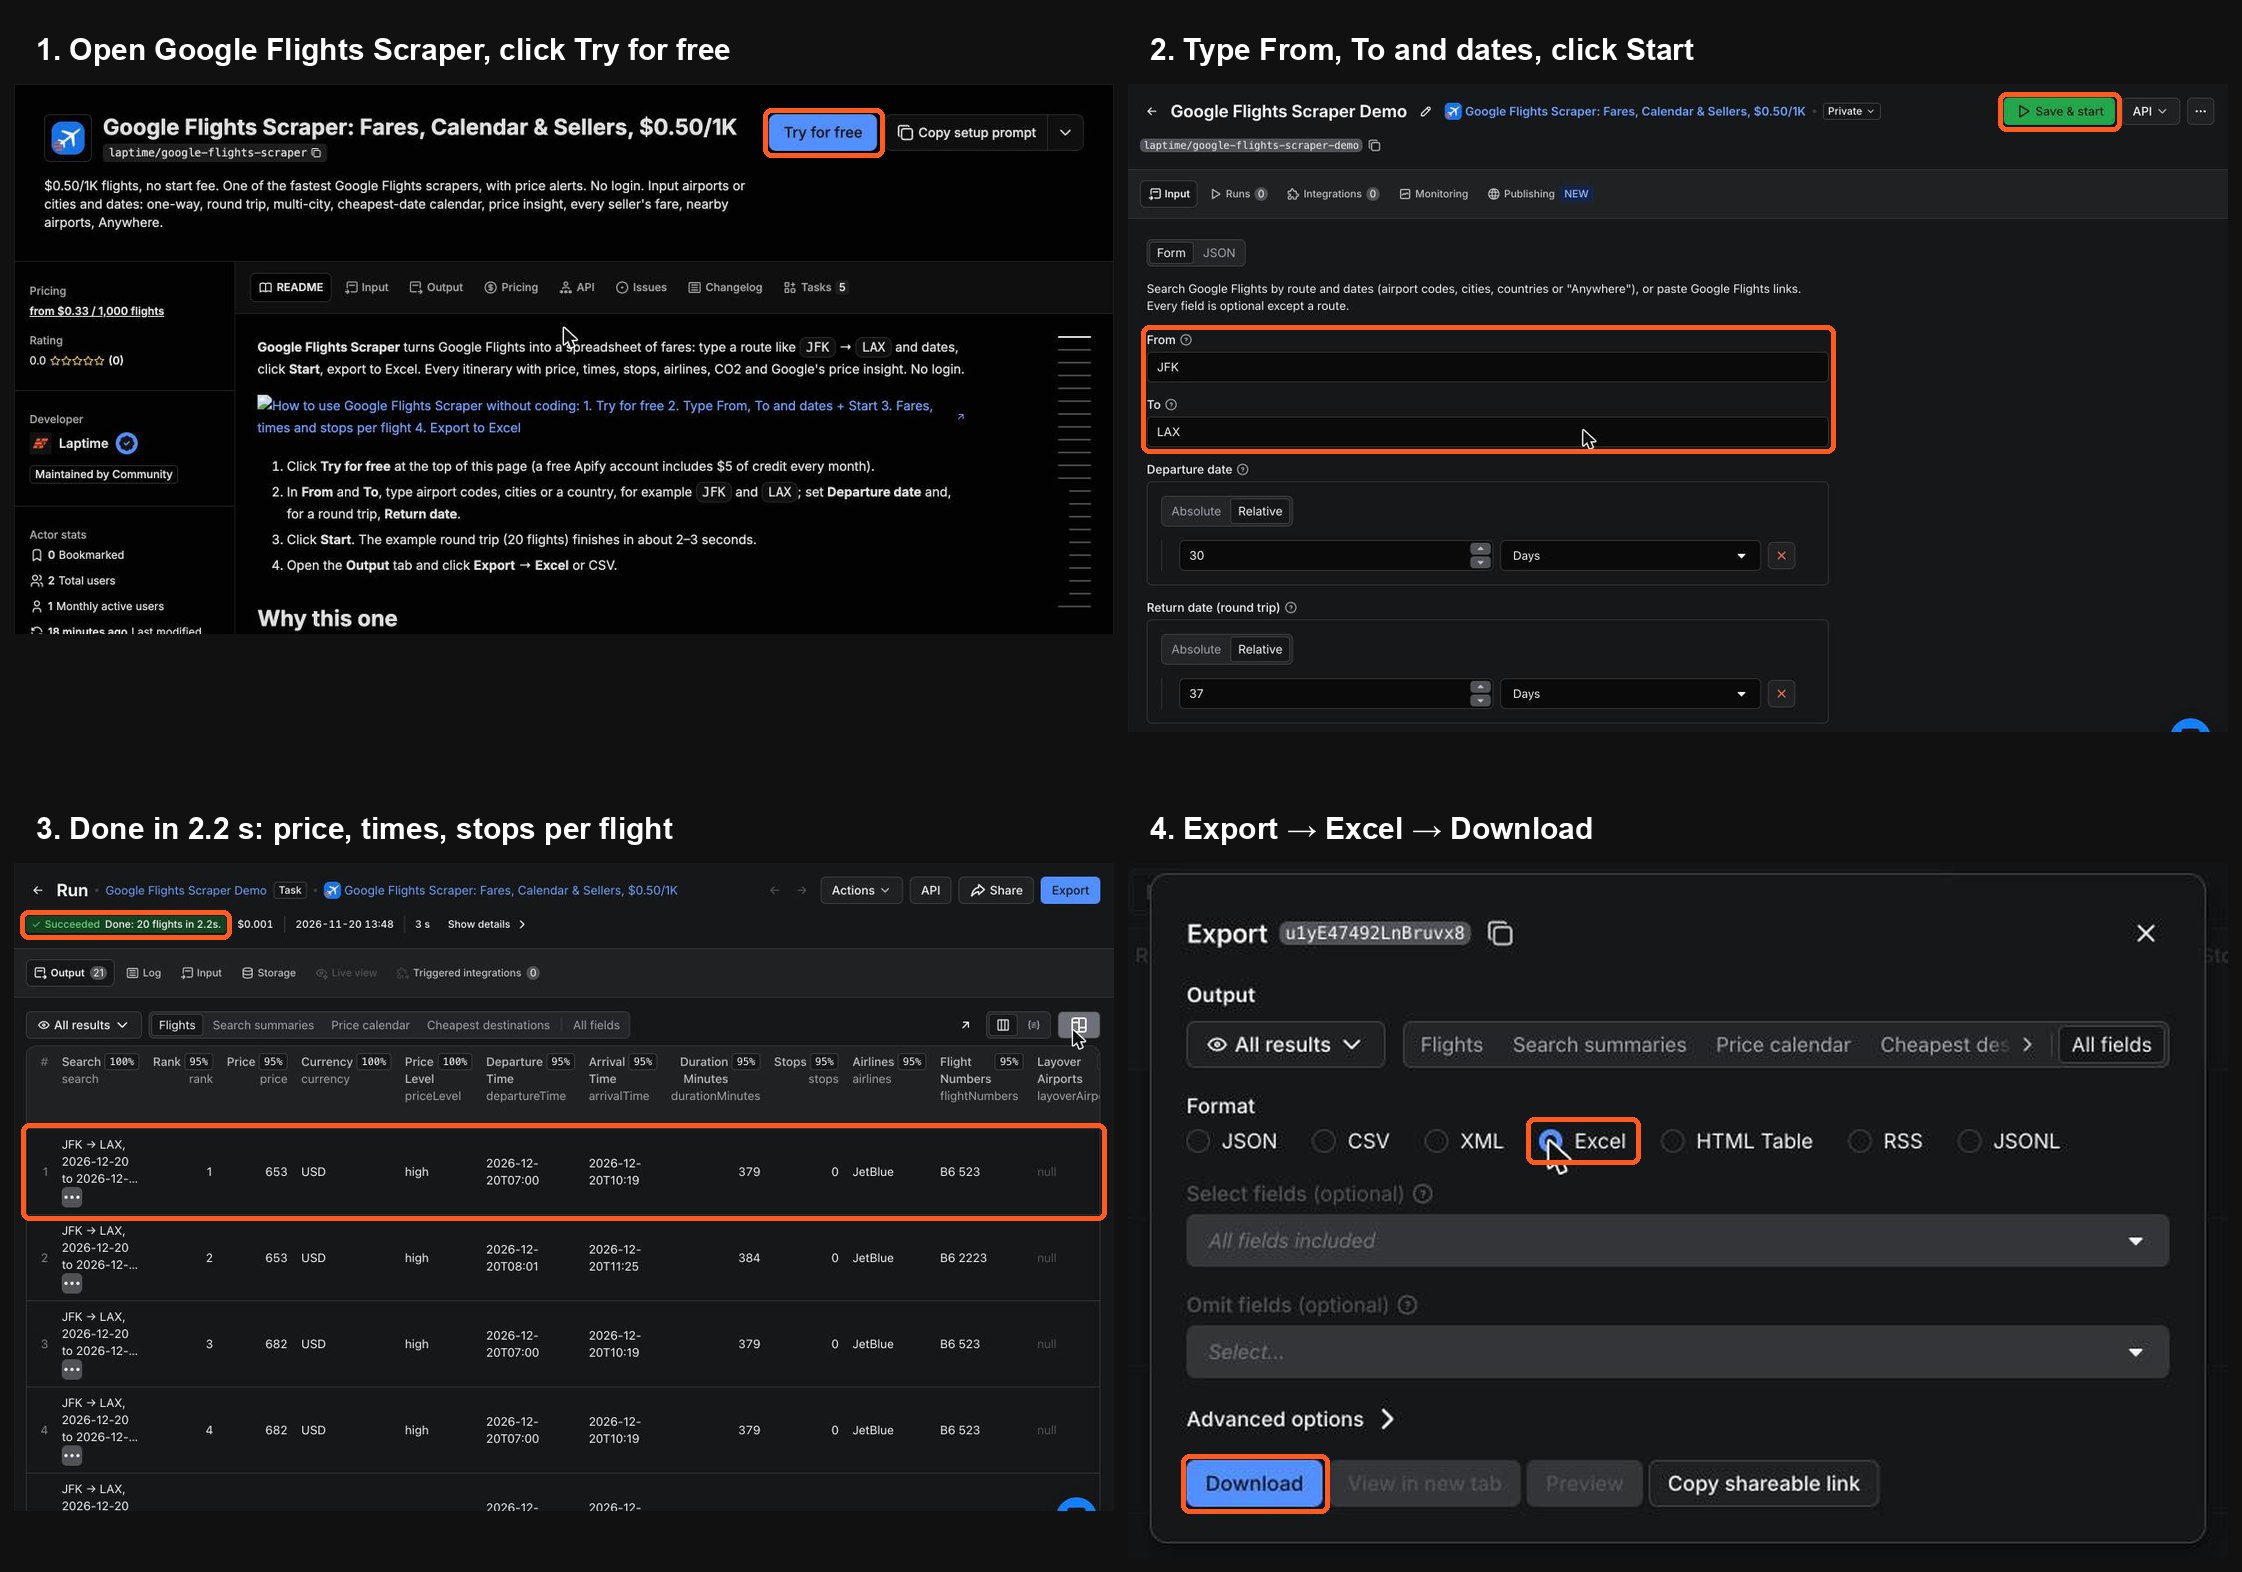 1. Open Google Flights Scraper, click Try for free
Google Flights Scraper: Fares, Calendar & Sellers, $0.50/1K
laptime/google-flights-scraper
Try for free
Copy setup prompt
$0.50/1K flights, no start fee. One of the fastest Google Flights scrapers, with price alerts. No login. Input airports or
cities and dates: one-way, round trip, multi-city, cheapest-date calendar, price insight, every seller's fare, nearby
airports, Anywhere.
Pricing
from $0.33 / 1,000 flights
Rating
0.0 (0)
Developer
Laptime
Maintained by Community
Actor stats
0 Bookmarked
2 Total users
1 Monthly active users
18 minutes ago Last modified
README Input Output Pricing API Issues Changelog Tasks 5
Google Flights Scraper turns Google Flights into a spreadsheet of fares: type a route like JFK → LAX and dates,
click Start, export to Excel. Every itinerary with price, times, stops, airlines, CO2 and Google's price insight. No login.
How to use Google Flights Scraper without coding: 1. Try for free 2. Type From, To and dates + Start 3. Fares,
times and stops per flight 4. Export to Excel
1. Click Try for free at the top of this page (a free Apify account includes $5 of credit every month).
2. In From and To, type airport codes, cities or a country, for example JFK and LAX ; set Departure date and,
for a round trip, Return date.
3. Click Start. The example round trip (20 flights) finishes in about 2–3 seconds.
4. Open the Output tab and click Export → Excel or CSV.
Why this one
2. Type From, To and dates, click Start
Google Flights Scraper Demo
Google Flights Scraper: Fares, Calendar & Sellers, $0.50/1K
Private
Save & start
API
laptime/google-flights-scraper-demo
Input Runs 0 Integrations 0 Monitoring Publishing NEW
Form JSON
Search Google Flights by route and dates (airport codes, cities, countries or "Anywhere"), or paste Google Flights links.
Every field is optional except a route.
From
JFK
To
LAX
Departure date
Absolute Relative
30 Days
Return date (round trip)
Absolute Relative
37 Days
3. Done in 2.2 s: price, times, stops per flight
Run Google Flights Scraper Demo Task Google Flights Scraper: Fares, Calendar & Sellers, $0.50/1K
Actions API Share Export
Succeeded Done: 20 flights in 2.2s. $0.001 2026-11-20 13:48 3 s Show details
Output 21 Log Input Storage Live view Triggered integrations 0
All results Flights Search summaries Price calendar Cheapest destinations All fields
# Search 100% Rank 95% Price 95% Currency 100% Price 100% Departure 95% Arrival 95% Duration 95% Stops 95% Airlines 95% Flight 95% Layover
search rank price currency Level Time Time Minutes stops airlines Numbers Airports
priceLevel departureTime arrivalTime durationMinutes flightNumbers layoverAirp
JFK → LAX,
2026-12-20 2026-12- 2026-12-
1 to 2026-12-... 1 653 USD high 20T07:00 20T10:19 379 0 JetBlue B6 523 null
JFK → LAX,
2026-12-20 2026-12- 2026-12-
2 to 2026-12-... 2 653 USD high 20T08:01 20T11:25 384 0 JetBlue B6 2223 null
JFK → LAX,
2026-12-20 2026-12- 2026-12-
3 to 2026-12-... 3 682 USD high 20T07:00 20T10:19 379 0 JetBlue B6 523 null
JFK → LAX,
2026-12-20 2026-12- 2026-12-
4 to 2026-12-... 4 682 USD high 20T07:00 20T10:19 379 0 JetBlue B6 523 null
JFK → LAX,
2026-12-20 2026-12- 2026-12-
4. Export → Excel → Download
Export u1yE47492LnBruvx8
Output
All results Flights Search summaries Price calendar Cheapest des All fields
Format
JSON CSV XML Excel HTML Table RSS JSONL
Select fields (optional)
All fields included
Omit fields (optional)
Select...
Advanced options
Download View in new tab Preview Copy shareable link